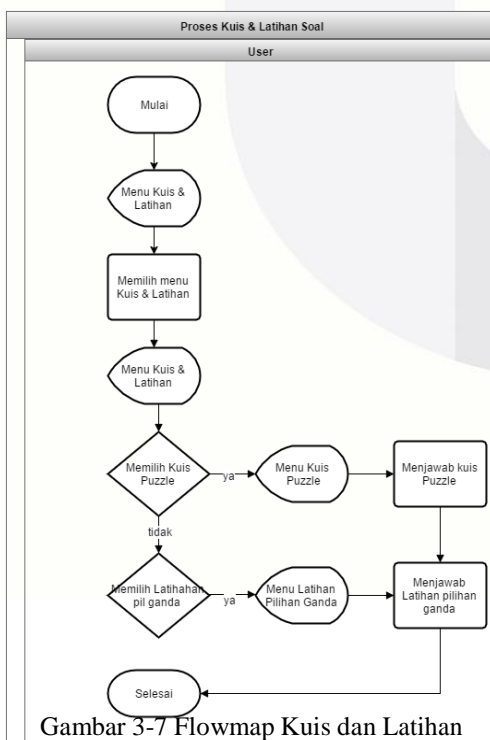 Proses Kuis & Latihan Soal
User
Mulai
Menu Kuis &
Latihan
Memilih menu
Kuis & Latihan
Menu Kuis &
Latihan
Memilih Kuis
Puzzle
ya
Menu Kuis
Puzzle
Menjawab kuis
Puzzle
tidak
Memilih Latihahan
pil ganda
ya
Menu Latihan
Pilihan Ganda
Menjawab
Latihan pilihan
ganda
Selesai
Gambar 3-7 Flowmap Kuis dan Latihan